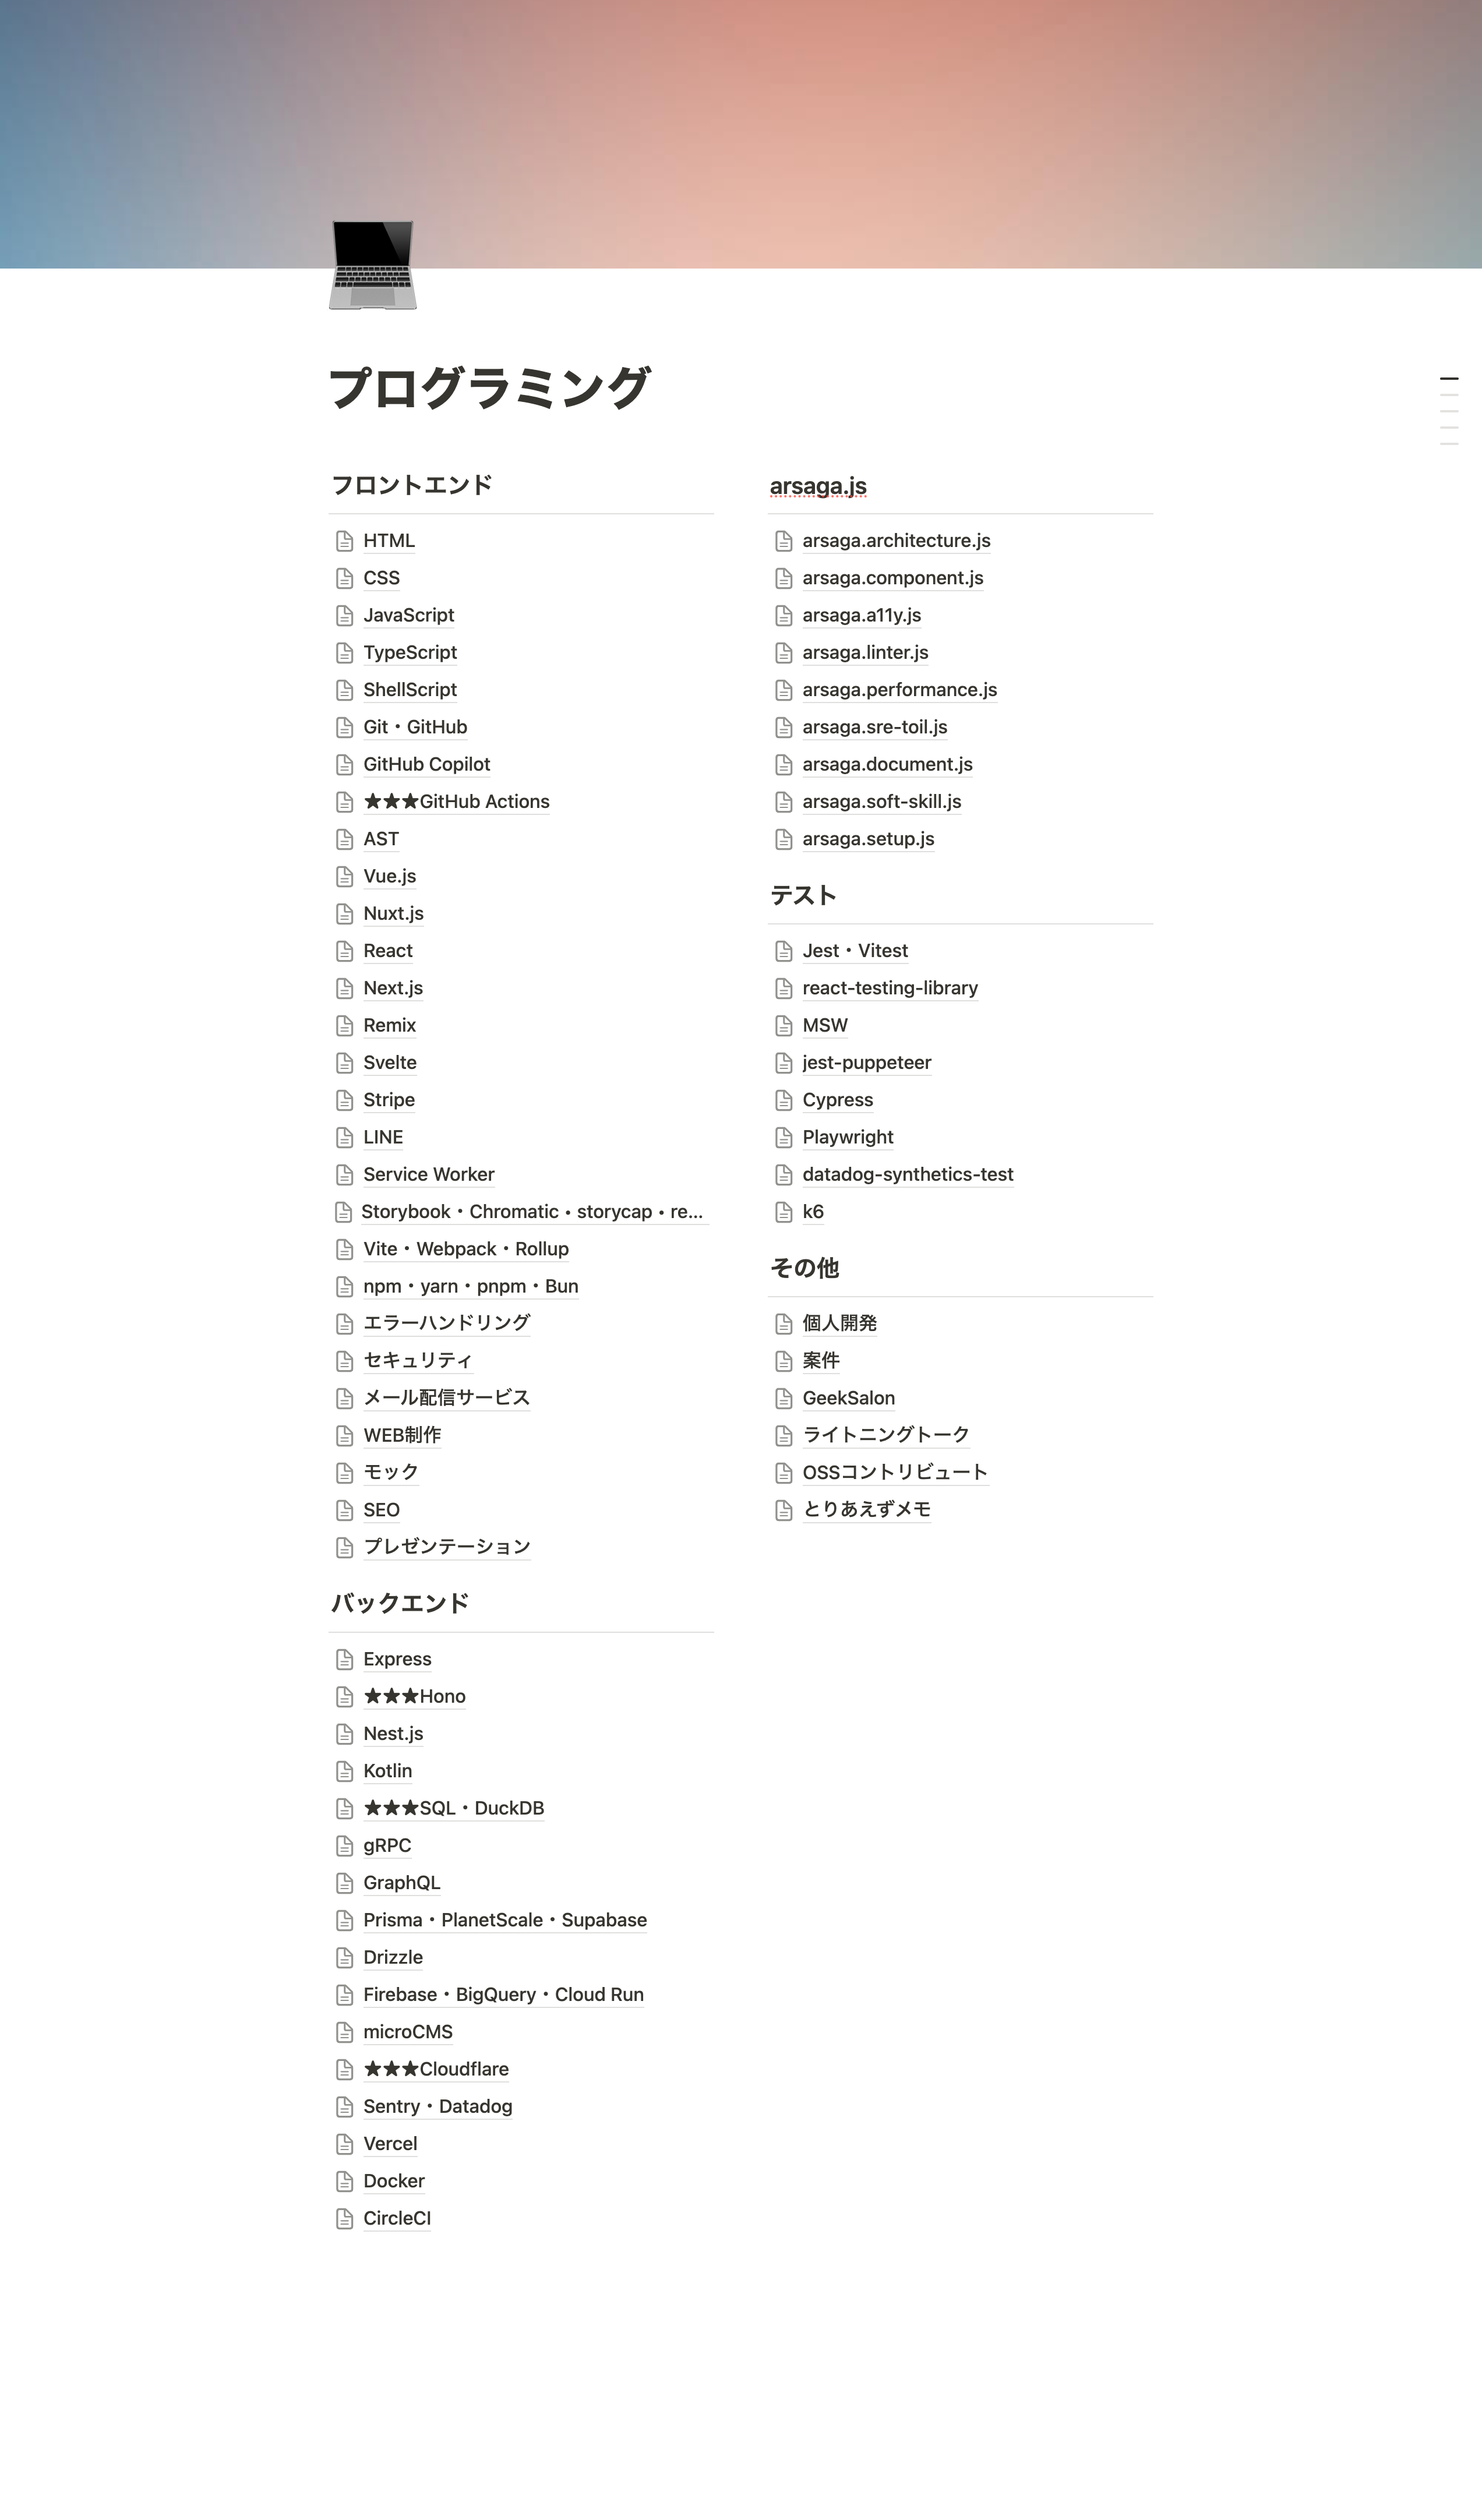 プログラミング
フロントエンド
HTML
CSS
JavaScript
TypeScript
ShellScript
Git・GitHub
GitHub Copilot
★★★GitHub Actions
AST
Vue.js
Nuxt.js
React
Next.js
Remix
Svelte
Stripe
LINE
Service Worker
Storybook・Chromatic・storycap・re...
Vite・Webpack・Rollup
npm・yarn・pnpm・Bun
エラーハンドリング
セキュリティ
メール配信サービス
WEB制作
モック
SEO
プレゼンテーション
バックエンド
Express
★★★Hono
Nest.js
Kotlin
★★★SQL・DuckDB
gRPC
GraphQL
Prisma・PlanetScale・Supabase
Drizzle
Firebase・BigQuery・Cloud Run
microCMS
★★★Cloudflare
Sentry・Datadog
Vercel
Docker
CircleCI
arsaga.js
arsaga.architecture.js
arsaga.component.js
arsaga.a11y.js
arsaga.linter.js
arsaga.performance.js
arsaga.sre-toil.js
arsaga.document.js
arsaga.soft-skill.js
arsaga.setup.js
テスト
Jest・Vitest
react-testing-library
MSW
jest-puppeteer
Cypress
Playwright
datadog-synthetics-test
k6
その他
個人開発
案件
GeekSalon
ライトニングトーク
OSSコントリビュート
とりあえずメモ